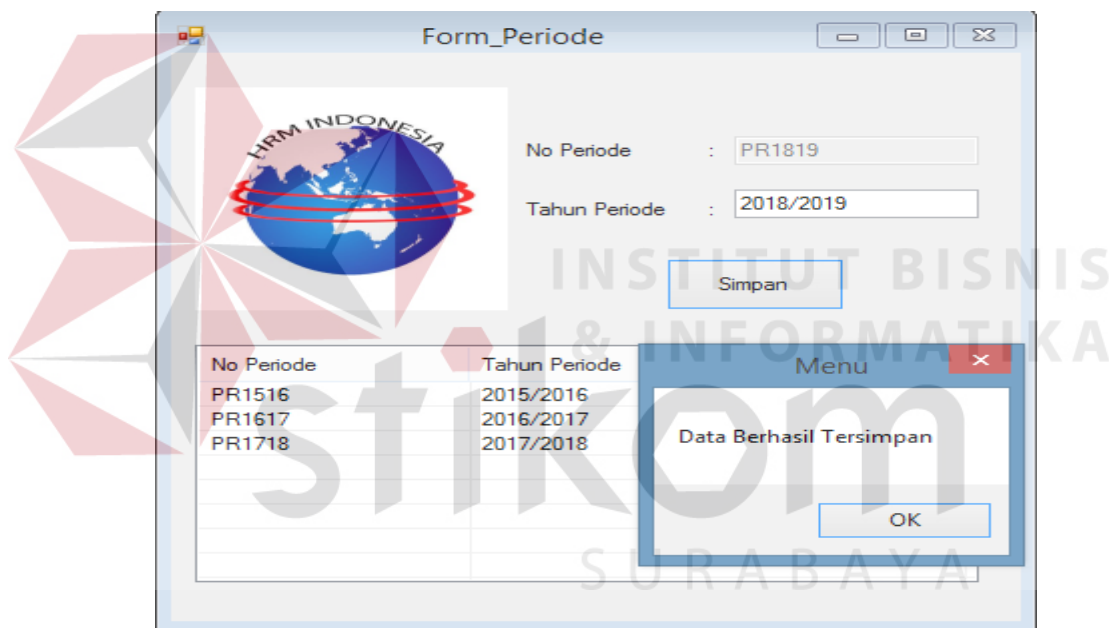 Form_Periode
HRM INDONESIA
No Periode : PR1819
Tahun Periode : 2018/2019
Simpan
No Periode Tahun Periode
PR1516 2015/2016
PR1617 2016/2017
PR1718 2017/2018
Menu
Data Berhasil Tersimpan
OK
INSTITUT BISNIS
& INFORMATIKA
stikom
SURABAYA